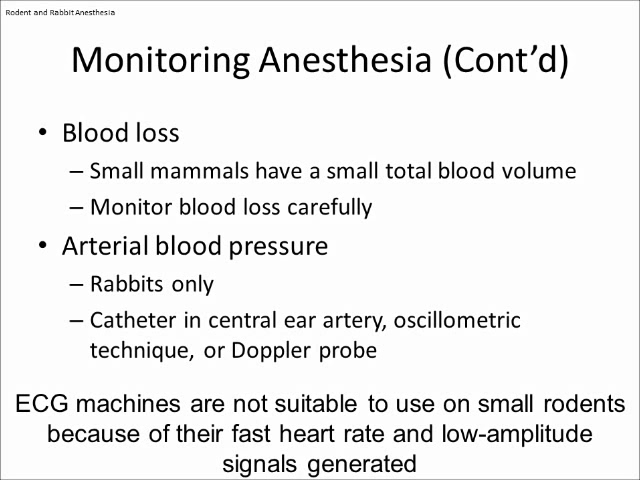 Rodent and Rabbit Anesthesia
Monitoring Anesthesia (Cont’d)
• Blood loss
– Small mammals have a small total blood volume
– Monitor blood loss carefully
• Arterial blood pressure
– Rabbits only
– Catheter in central ear artery, oscillometric
technique, or Doppler probe
ECG machines are not suitable to use on small rodents
because of their fast heart rate and low-amplitude
signals generated